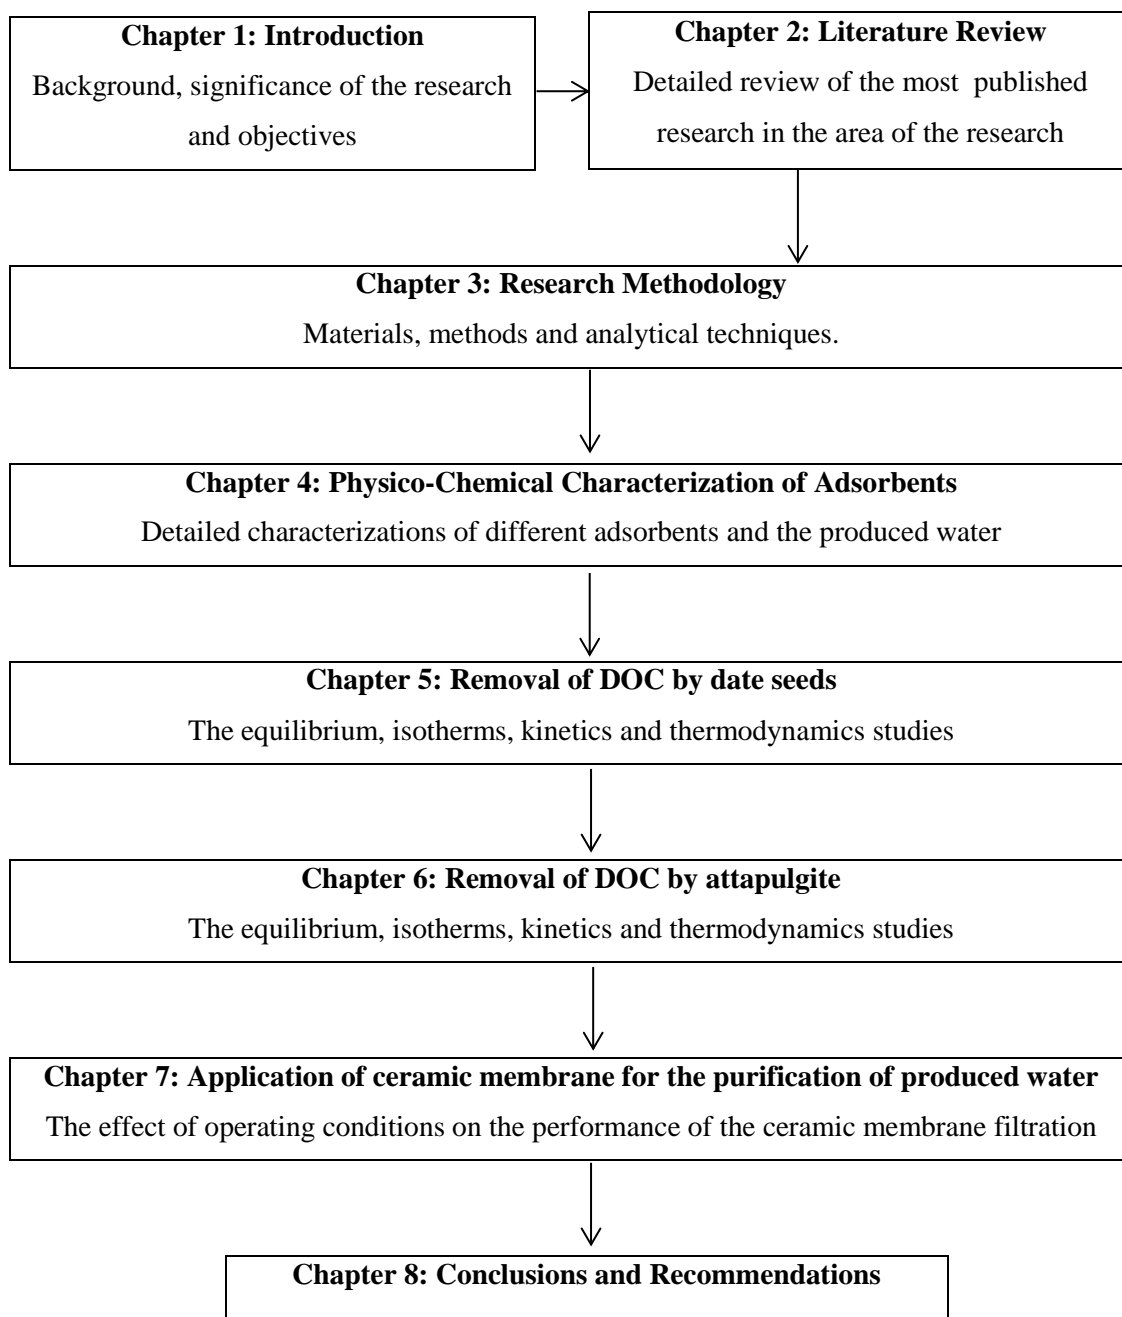 Chapter 1: Introduction
Background, significance of the research
and objectives
Chapter 2: Literature Review
Detailed review of the most published
research in the area of the research
Chapter 3: Research Methodology
Materials, methods and analytical techniques.
Chapter 4: Physico-Chemical Characterization of Adsorbents
Detailed characterizations of different adsorbents and the produced water
Chapter 5: Removal of DOC by date seeds
The equilibrium, isotherms, kinetics and thermodynamics studies
Chapter 6: Removal of DOC by attapulgite
The equilibrium, isotherms, kinetics and thermodynamics studies
Chapter 7: Application of ceramic membrane for the purification of produced water
The effect of operating conditions on the performance of the ceramic membrane filtration
Chapter 8: Conclusions and Recommendations